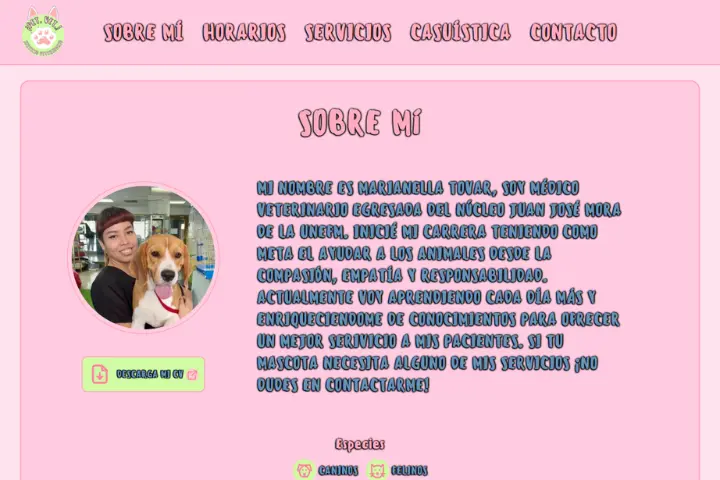 SOBRE MÍ HORARIOS SERVICIOS CASUÍSTICA CONTACTO
SOBRE MÍ
MI NOMBRE ES MARIANELLA TOVAR, SOY MÉDICO
VETERINARIO EGRESADA DEL NÚCLEO JUAN JOSÉ MORA
DE LA UNEFM. INICIÉ MI CARRERA TENIENDO COMO
META EL AYUDAR A LOS ANIMALES DESDE LA
COMPASIÓN, EMPATÍA Y RESPONSABILIDAD.
ACTUALMENTE VOY APRENDIENDO CADA DÍA MÁS Y
ENRIQUECIENDOME DE CONOCIMIENTOS PARA OFRECER
UN MEJOR SERIVICIO A MIS PACIENTES. SI TU
MASCOTA NECESITA ALGUNO DE MIS SERVICIOS ¡NO
DUDES EN CONTACTARME!
DESCARGA MI CV
Especies
CANINOS FELINOS